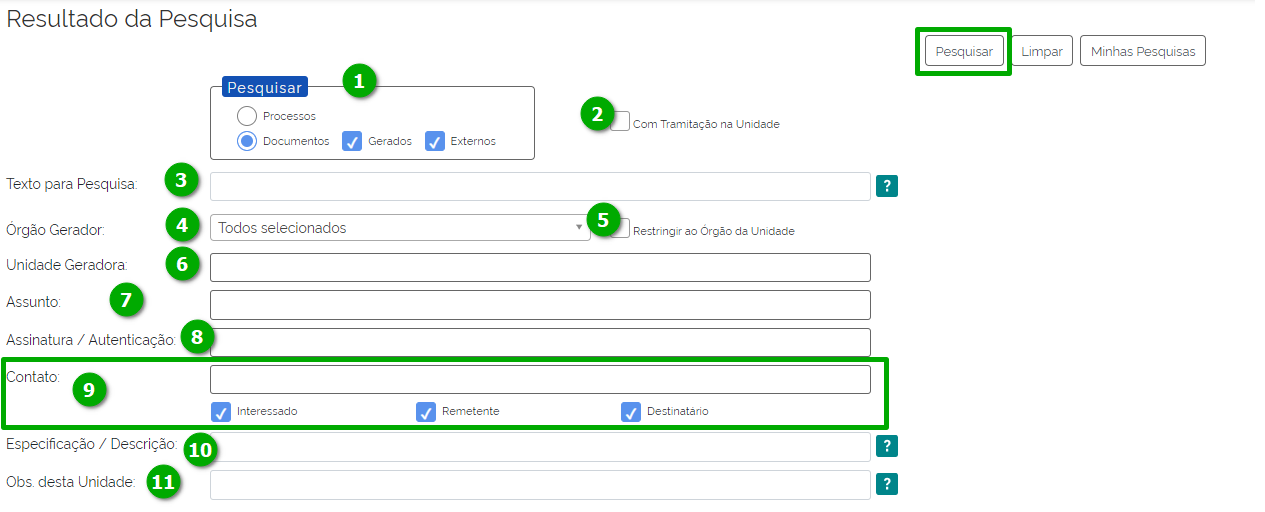 Resultado da Pesquisa
Pesquisar Limpar Minhas Pesquisas
Pesquisar 1
Processos
2 Com Tramitação na Unidade
Documentos Gerados Externos
Texto para Pesquisa: 3 ?
Órgão Gerador: 4 Todos selecionados 5 Restringir ao Órgão da Unidade
Unidade Geradora: 6
Assunto: 7
Assinatura / Autenticação: 8
Contato: 9
Interessado Remetente Destinatário
Especificação / Descrição: 10 ?
Obs. desta Unidade: 11 ?